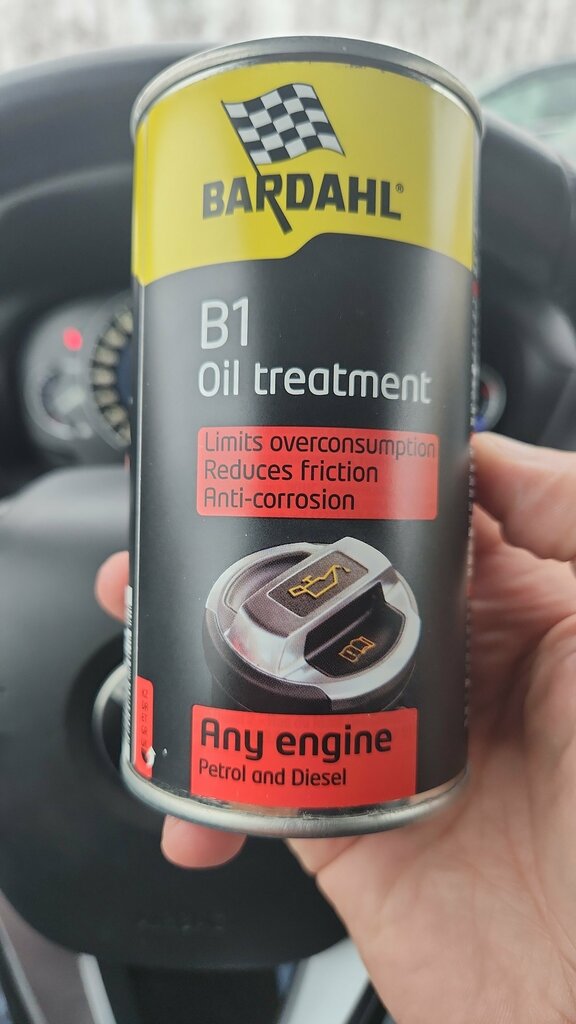 BARDAHL®
B1
Oil treatment
Limits overconsumption
Reduces friction
Anti-corrosion
Any engine
Petrol and Diesel